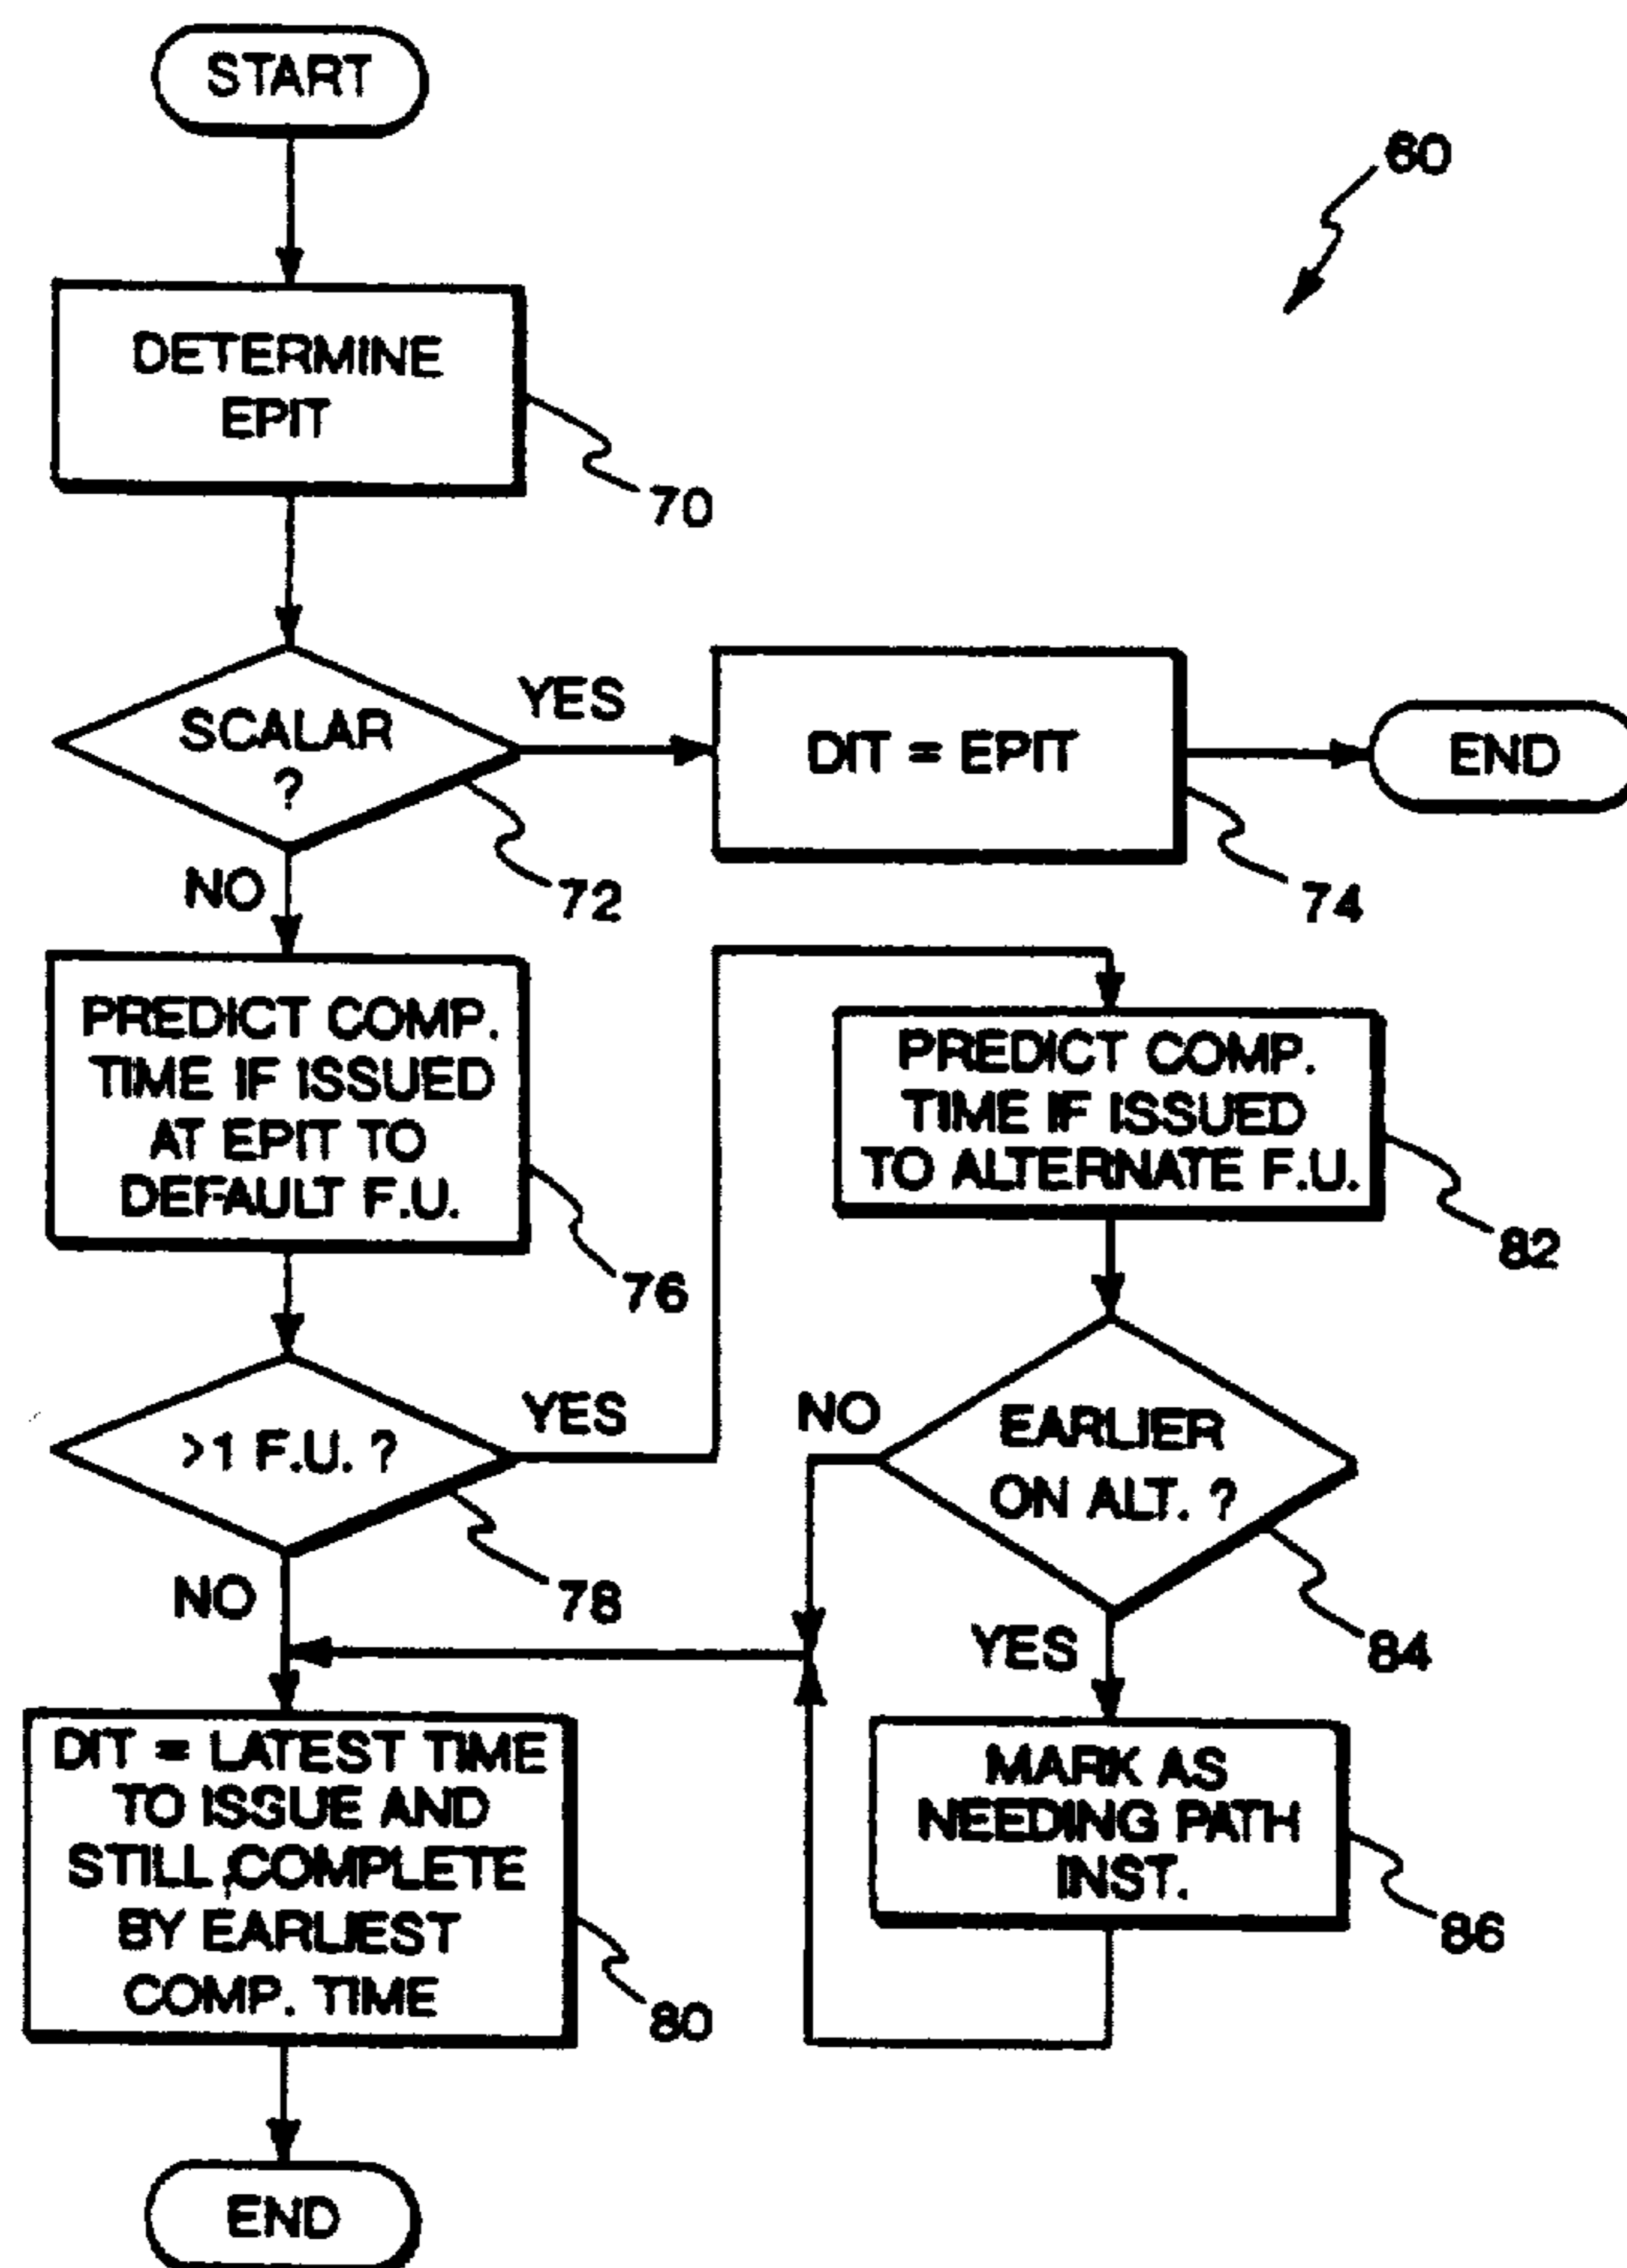 START
60
DETERMINE
EPIT
70
SCALAR
?
YES
NO
72
DIT = EPIT
74
END
PREDICT COMP.
TIME IF ISSUED
AT EPIT TO
DEFAULT F.U.
76
>1 F.U. ?
YES
NO
78
PREDICT COMP.
TIME IF ISSUED
TO ALTERNATE F.U.
82
EARLIER
ON ALT. ?
NO
YES
84
MARK AS
NEEDING PATH
INST.
86
DIT = LATEST TIME
TO ISSUE AND
STILL COMPLETE
BY EARLIEST
COMP. TIME
80
END